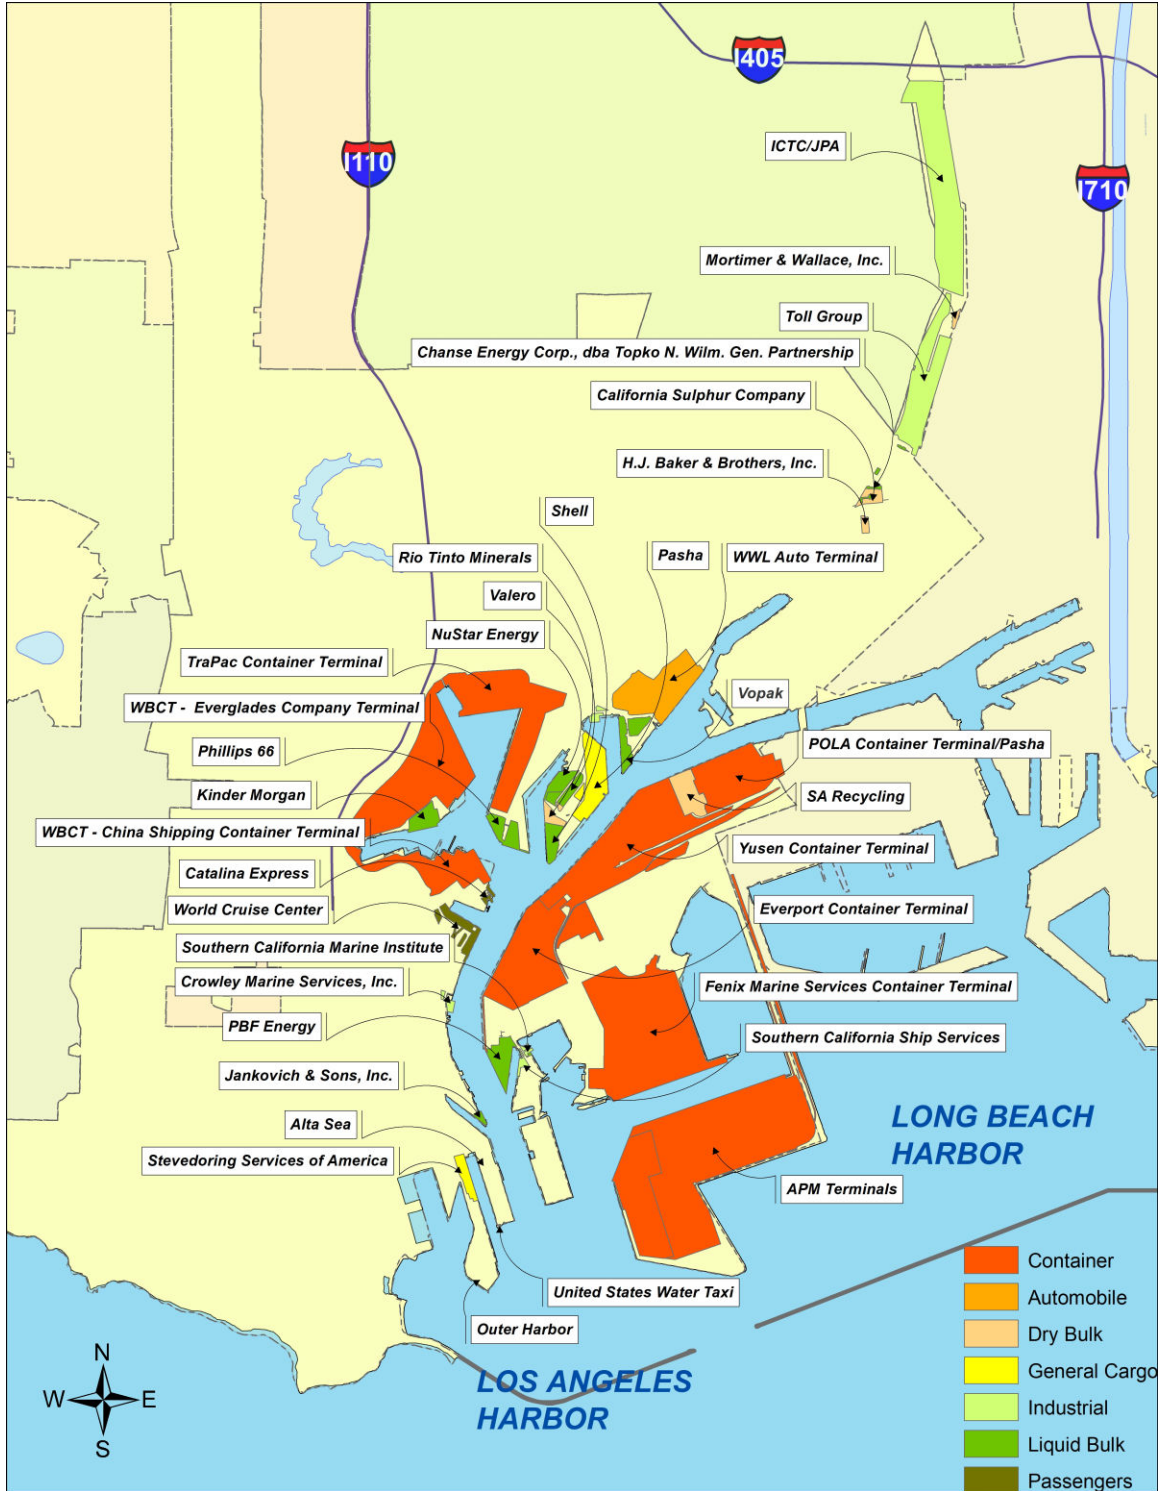 I405
ICTC/JPA
I110
I710
Mortimer & Wallace, Inc.
Toll Group
Chanse Energy Corp., dba Topko N. Wilm. Gen. Partnership
California Sulphur Company
H.J. Baker & Brothers, Inc.
Shell
Rio Tinto Minerals
Pasha
WWL Auto Terminal
Valero
NuStar Energy
TraPac Container Terminal
Vopak
WBCT - Everglades Company Terminal
POLA Container Terminal/Pasha
Phillips 66
Kinder Morgan
SA Recycling
WBCT - China Shipping Container Terminal
Yusen Container Terminal
Catalina Express
World Cruise Center
Everport Container Terminal
Southern California Marine Institute
Crowley Marine Services, Inc.
Fenix Marine Services Container Terminal
PBF Energy
Southern California Ship Services
Jankovich & Sons, Inc.
Alta Sea
LONG BEACH
HARBOR
Stevedoring Services of America
APM Terminals
United States Water Taxi
Outer Harbor
LOS ANGELES
HARBOR
N
W
E
S
Container
Automobile
Dry Bulk
General Cargo
Industrial
Liquid Bulk
Passengers